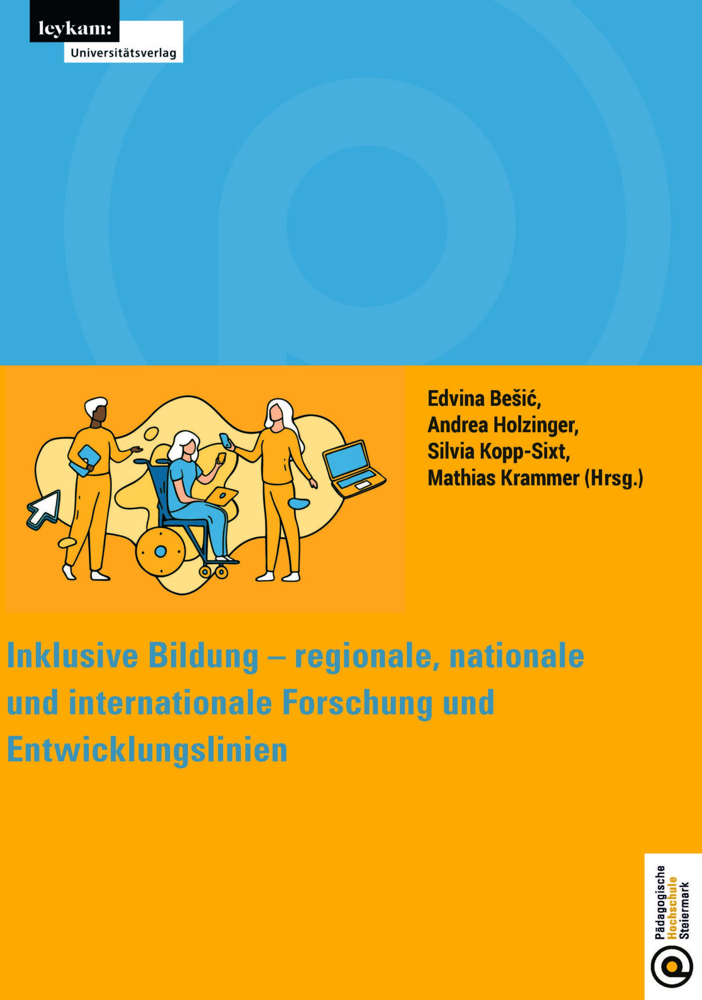 leykam:
Universitätsverlag
Edvina Bešić,
Andrea Holzinger,
Silvia Kopp-Sixt,
Mathias Krammer (Hrsg.)
Inklusive Bildung – regionale, nationale
und internationale Forschung und
Entwicklungslinien
Pädagogische
Hochschule
Steiermark